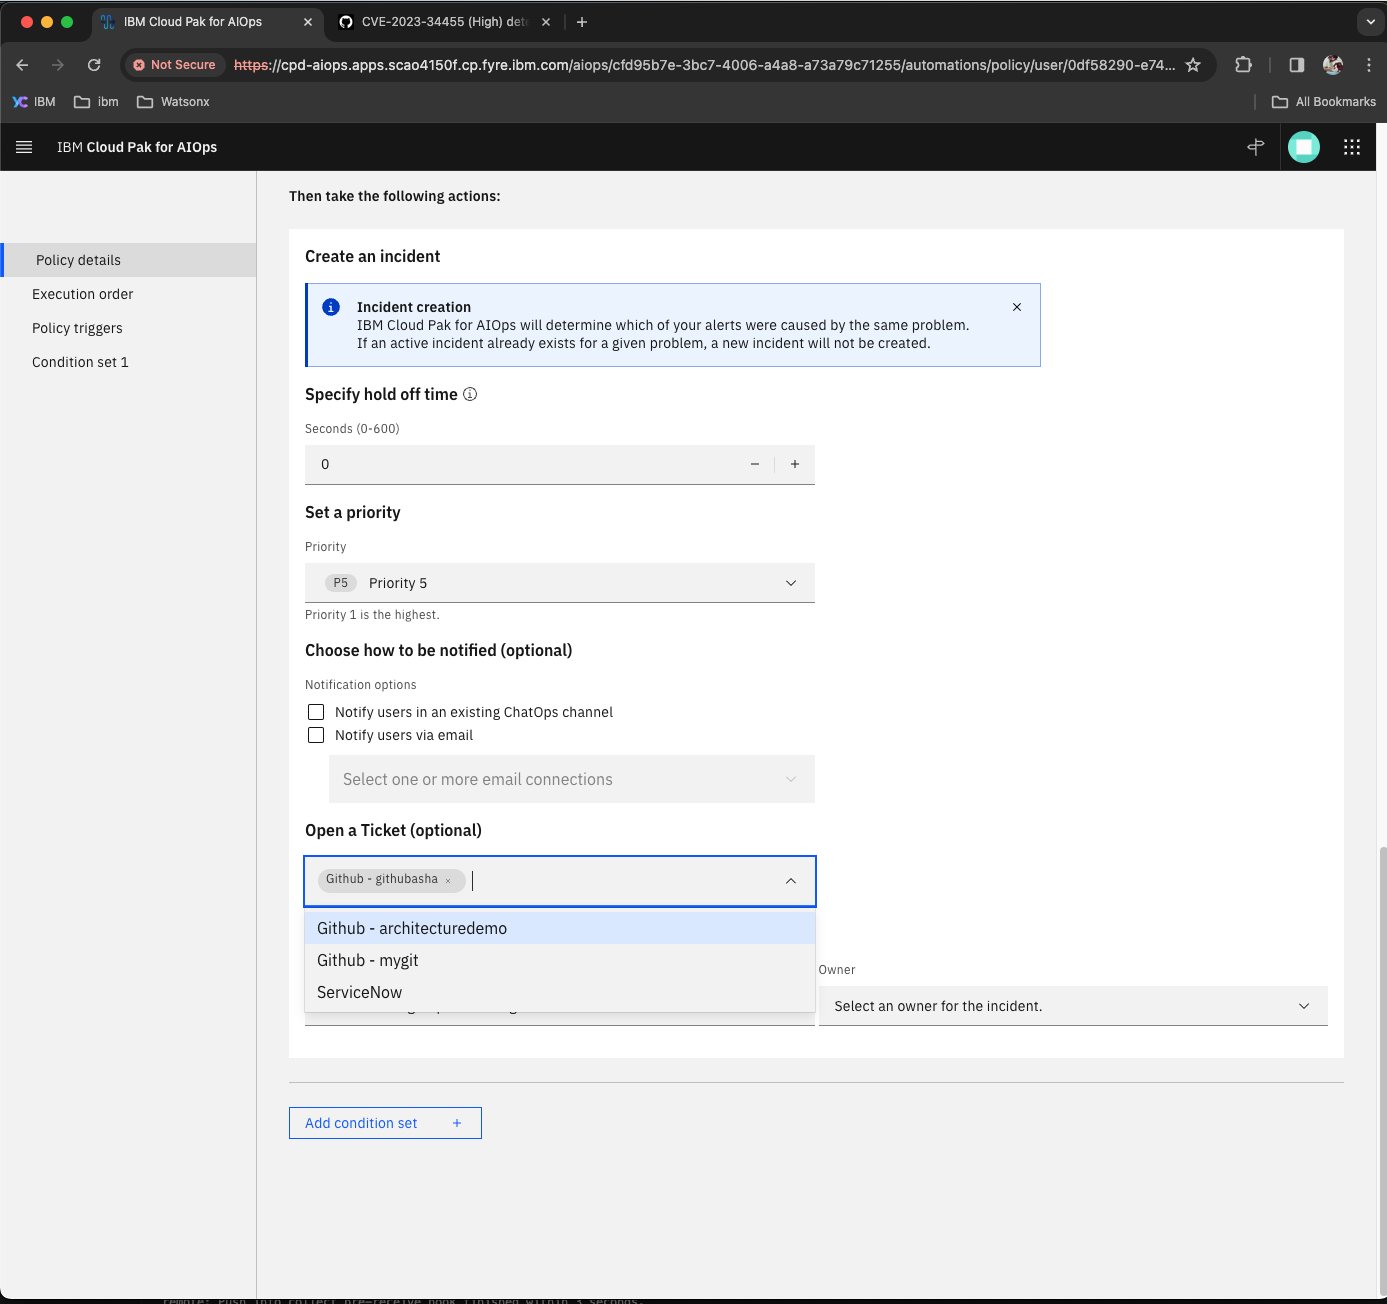 IBM Cloud Pak for AIOps
CVE-2023-34455 (High) det
Not Secure
https://cpd-aiops.apps.scao4150f.cp.fyre.ibm.com/aiops/cfd95b7e-3bc7-4006-a4a8-a73a79c71255/automations/policy/user/0df58290-e74...
IBM
ibm
Watsonx
All Bookmarks
IBM Cloud Pak for AIOps
Policy details
Execution order
Policy triggers
Condition set 1
Then take the following actions:
Create an incident
Incident creation
IBM Cloud Pak for AIOps will determine which of your alerts were caused by the same problem.
If an active incident already exists for a given problem, a new incident will not be created.
Specify hold off time
Seconds (0-600)
0
Set a priority
Priority
P5 Priority 5
Priority 1 is the highest.
Choose how to be notified (optional)
Notification options
Notify users in an existing ChatOps channel
Notify users via email
Select one or more email connections
Open a Ticket (optional)
Github - githubasha
Github - architecturedemo
Github - mygit
ServiceNow
Owner
Select an owner for the incident.
Add condition set +